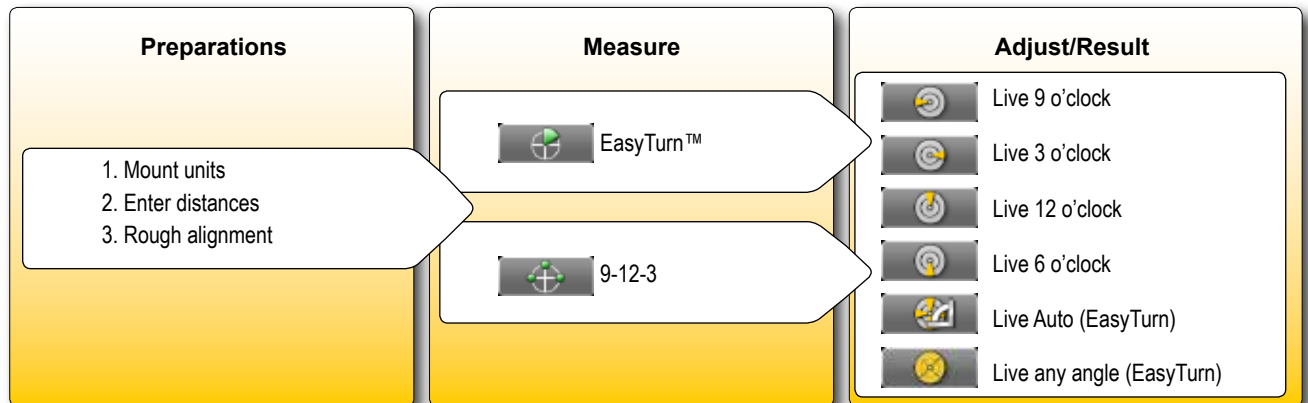 Preparations
1. Mount units
2. Enter distances
3. Rough alignment
Measure
EasyTurn™
9-12-3
Adjust/Result
Live 9 o’clock
Live 3 o’clock
Live 12 o’clock
Live 6 o’clock
Live Auto (EasyTurn)
Live any angle (EasyTurn)